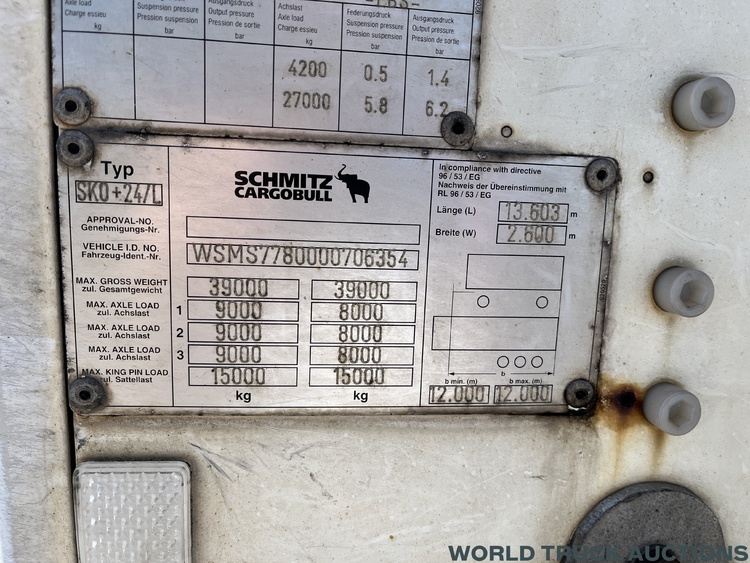 Axle load
Charge essieu
kg
Federungsdruck
Suspension pressure
Pression suspension
bar
Ausgangsdruck
Output pressure
Pression de sortie
bar
Achslast
Axle load
Charge essieu
kg
Federungsdruck
Suspension pressure
Pression suspension
bar
Ausgangsdruck
Output pressure
Pression de sortie
bar
4200 0.5 1.4
27000 5.8 6.2
Typ
SKO+24/L
SCHMITZ
CARGOBULL
In compliance with directive
96 / 53 / EG
Nachweis der Übereinstimmung mit
RL 96 / 53 / EG
Länge (L) 13.603 m
Breite (W) 2.600 m
APPROVAL-NO.
Genehmigungs-Nr.
VEHICLE I.D. NO.
Fahrzeug-Ident.-Nr.
WSMS7780000706354
MAX. GROSS WEIGHT
zul. Gesamtgewicht
39000 39000
MAX. AXLE LOAD
zul. Achslast
1 9000 8000
MAX. AXLE LOAD
zul. Achslast
2 9000 8000
MAX. AXLE LOAD
zul. Achslast
3 9000 8000
MAX. KING PIN LOAD
zul. Sattellast
15000 15000
kg kg
b
b min. (m) b max. (m)
12.000 12.000
WORLD TRUCK AUCTIONS